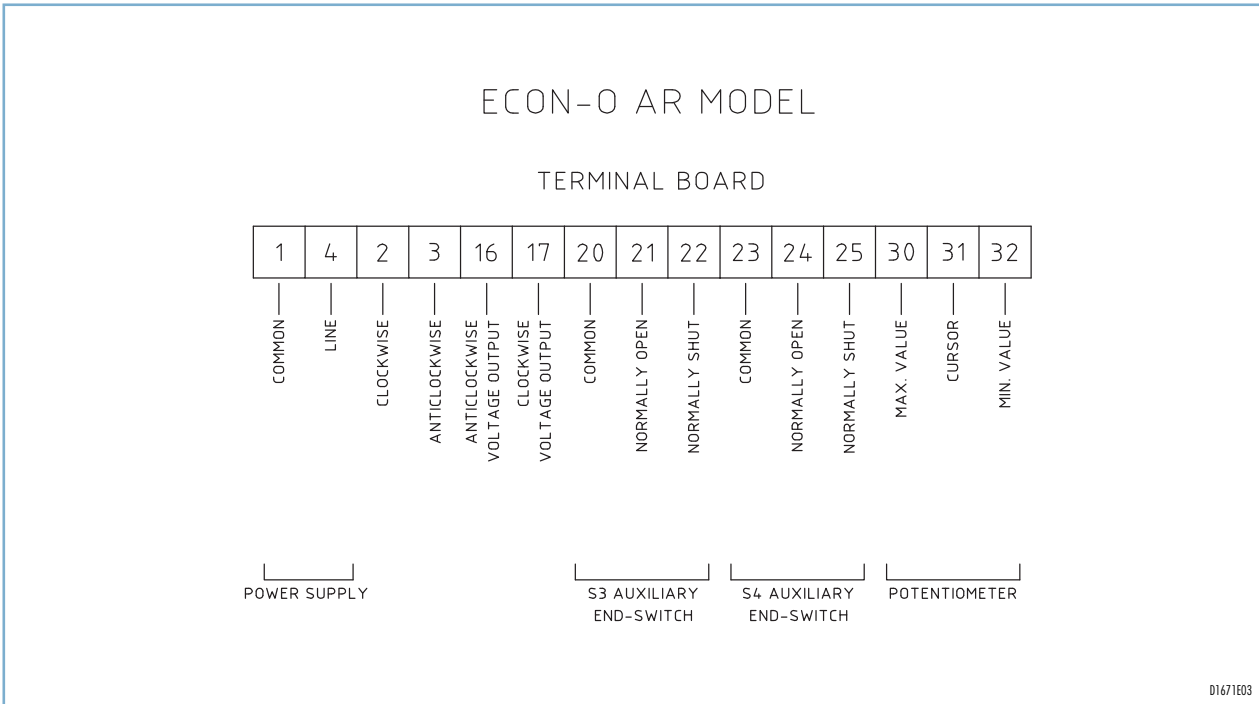 ECON-O AR MODEL
TERMINAL BOARD
1 4 2 3 16 17 20 21 22 23 24 25 30 31 32
COMMON
LINE
CLOCKWISE
ANTICLOCKWISE
ANTICLOCKWISE
VOLTAGE OUTPUT
CLOCKWISE
VOLTAGE OUTPUT
COMMON
NORMALLY OPEN
NORMALLY SHUT
COMMON
NORMALLY OPEN
NORMALLY SHUT
MAX. VALUE
CURSOR
MIN. VALUE
POWER SUPPLY
S3 AUXILIARY
END-SWITCH
S4 AUXILIARY
END-SWITCH
POTENTIOMETER
D1671E03